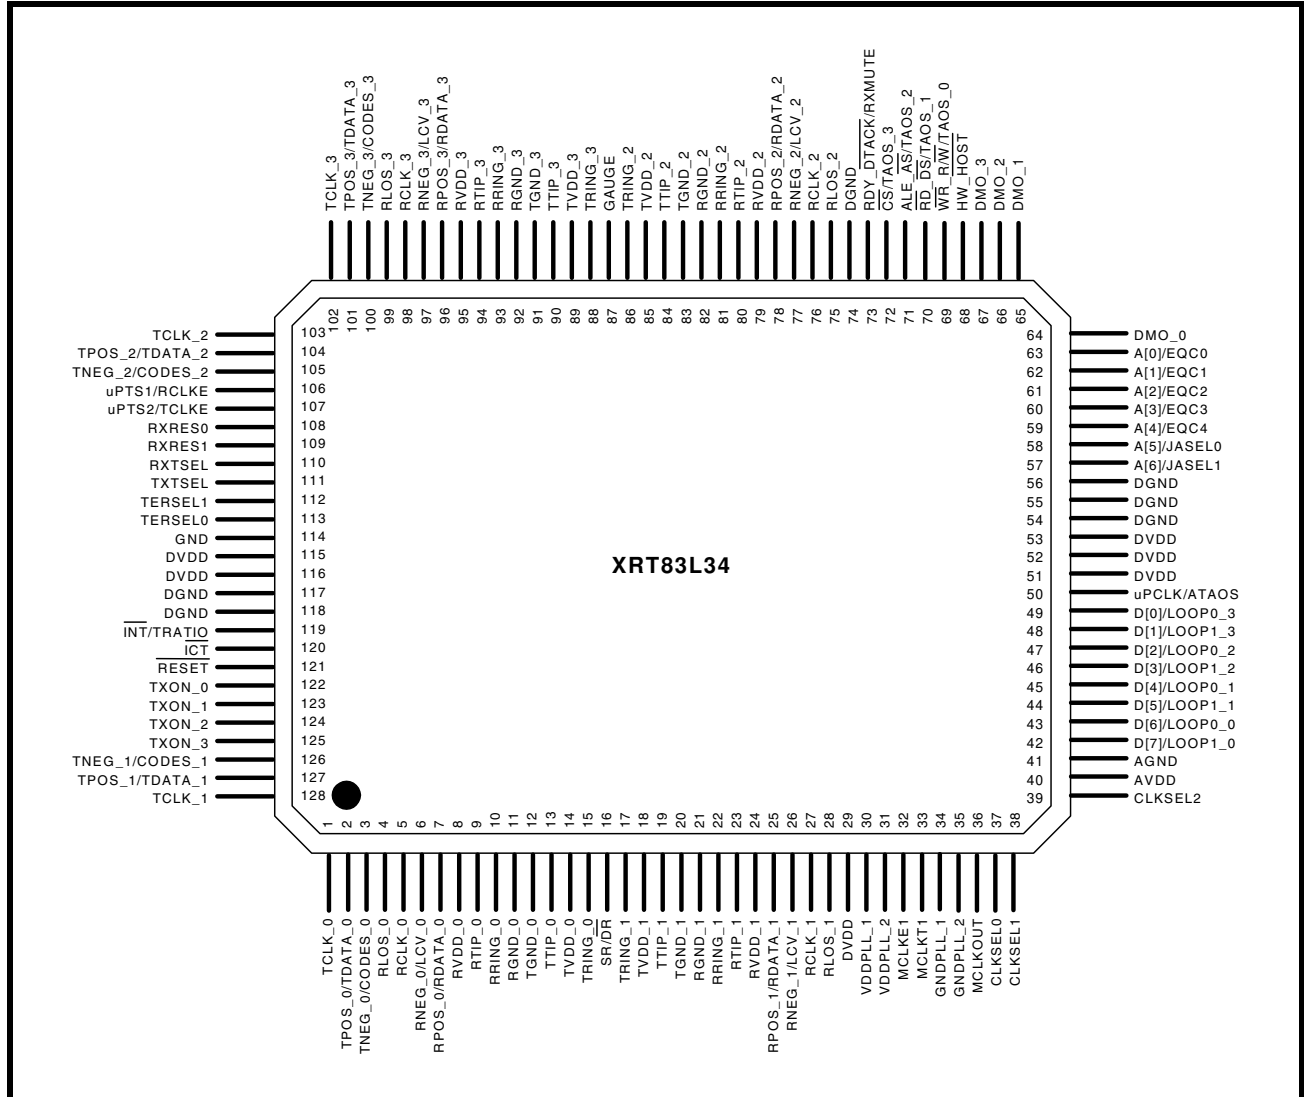 TCLK_3
TPOS_3/TDATA_3
TNEG_3/CODES_3
RLOS_3
RCLK_3
RNEG_3/LCV_3
RPOS_3/RDATA_3
RVDD_3
RTIP_3
RRING_3
RGND_3
TGND_3
TTIP_3
TVDD_3
TRING_3
GAUGE
TRING_2
TVDD_2
TTIP_2
TGND_2
RGND_2
RRING_2
RTIP_2
RVDD_2
RPOS_2/RDATA_2
RNEG_2/LCV_2
RCLK_2
RLOS_2
DGND
RDY_DTACK/RXMUTE
CS/TAOS_3
ALE_AS/TAOS_2
RD_DS/TAOS_1
WR_R/W/TAOS_0
HW_HOST
DMO_3
DMO_2
DMO_1
102
101
100
99
98
97
96
95
94
93
92
91
90
89
88
87
86
85
84
83
82
81
80
79
78
77
76
75
74
73
72
71
70
69
68
67
66
65
TCLK_2 103
TPOS_2/TDATA_2 104
TNEG_2/CODES_2 105
uPTS1/RCLKE 106
uPTS2/TCLKE 107
RXRES0 108
RXRES1 109
RXTSEL 110
TXTSEL 111
TERSEL1 112
TERSEL0 113
GND 114
DVDD 115
DVDD 116
DGND 117
DGND 118
INT/TRATIO 119
ICT 120
RESET 121
TXON_0 122
TXON_1 123
TXON_2 124
TXON_3 125
TNEG_1/CODES_1 126
TPOS_1/TDATA_1 127
TCLK_1 128
XRT83L34
64 DMO_0
63 A[0]/EQC0
62 A[1]/EQC1
61 A[2]/EQC2
60 A[3]/EQC3
59 A[4]/EQC4
58 A[5]/JASEL0
57 A[6]/JASEL1
56 DGND
55 DGND
54 DGND
53 DVDD
52 DVDD
51 DVDD
50 uPCLK/ATAOS
49 D[0]/LOOP0_3
48 D[1]/LOOP1_3
47 D[2]/LOOP0_2
46 D[3]/LOOP1_2
45 D[4]/LOOP0_1
44 D[5]/LOOP1_1
43 D[6]/LOOP0_0
42 D[7]/LOOP1_0
41 AGND
40 AVDD
39 CLKSEL2
1
2
3
4
5
6
7
8
9
10
11
12
13
14
15
16
17
18
19
20
21
22
23
24
25
26
27
28
29
30
31
32
33
34
35
36
37
38
TCLK_0
TPOS_0/TDATA_0
TNEG_0/CODES_0
RLOS_0
RCLK_0
RNEG_0/LCV_0
RPOS_0/RDATA_0
RVDD_0
RTIP_0
RRING_0
RGND_0
TGND_0
TTIP_0
TVDD_0
TRING_0
SR/DR
TRING_1
TVDD_1
TTIP_1
TGND_1
RGND_1
RRING_1
RTIP_1
RVDD_1
RPOS_1/RDATA_1
RNEG_1/LCV_1
RCLK_1
RLOS_1
DVDD
VDDPLL_1
VDDPLL_2
MCLKE1
MCLKT1
GNDPLL_1
GNDPLL_2
MCLKOUT
CLKSEL0
CLKSEL1